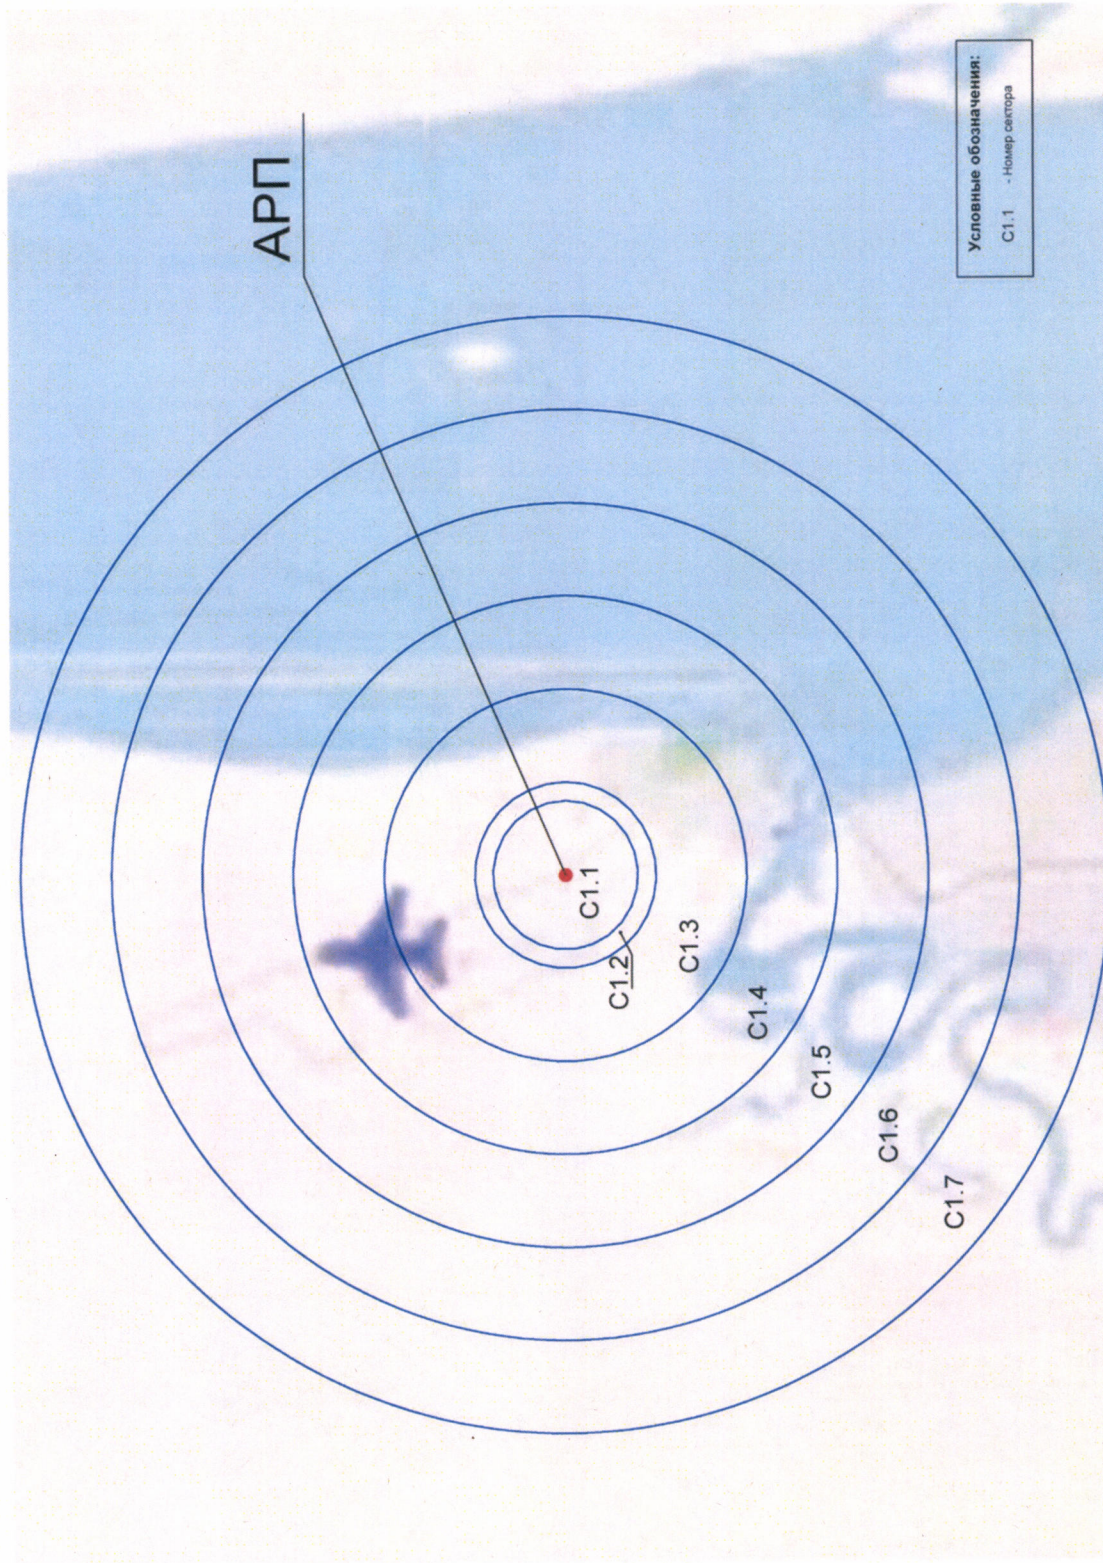 АРП
С1.1
С1.2
С1.3
С1.4
С1.5
С1.6
С1.7
Условные обозначения:
С1.1 - Номер сектора